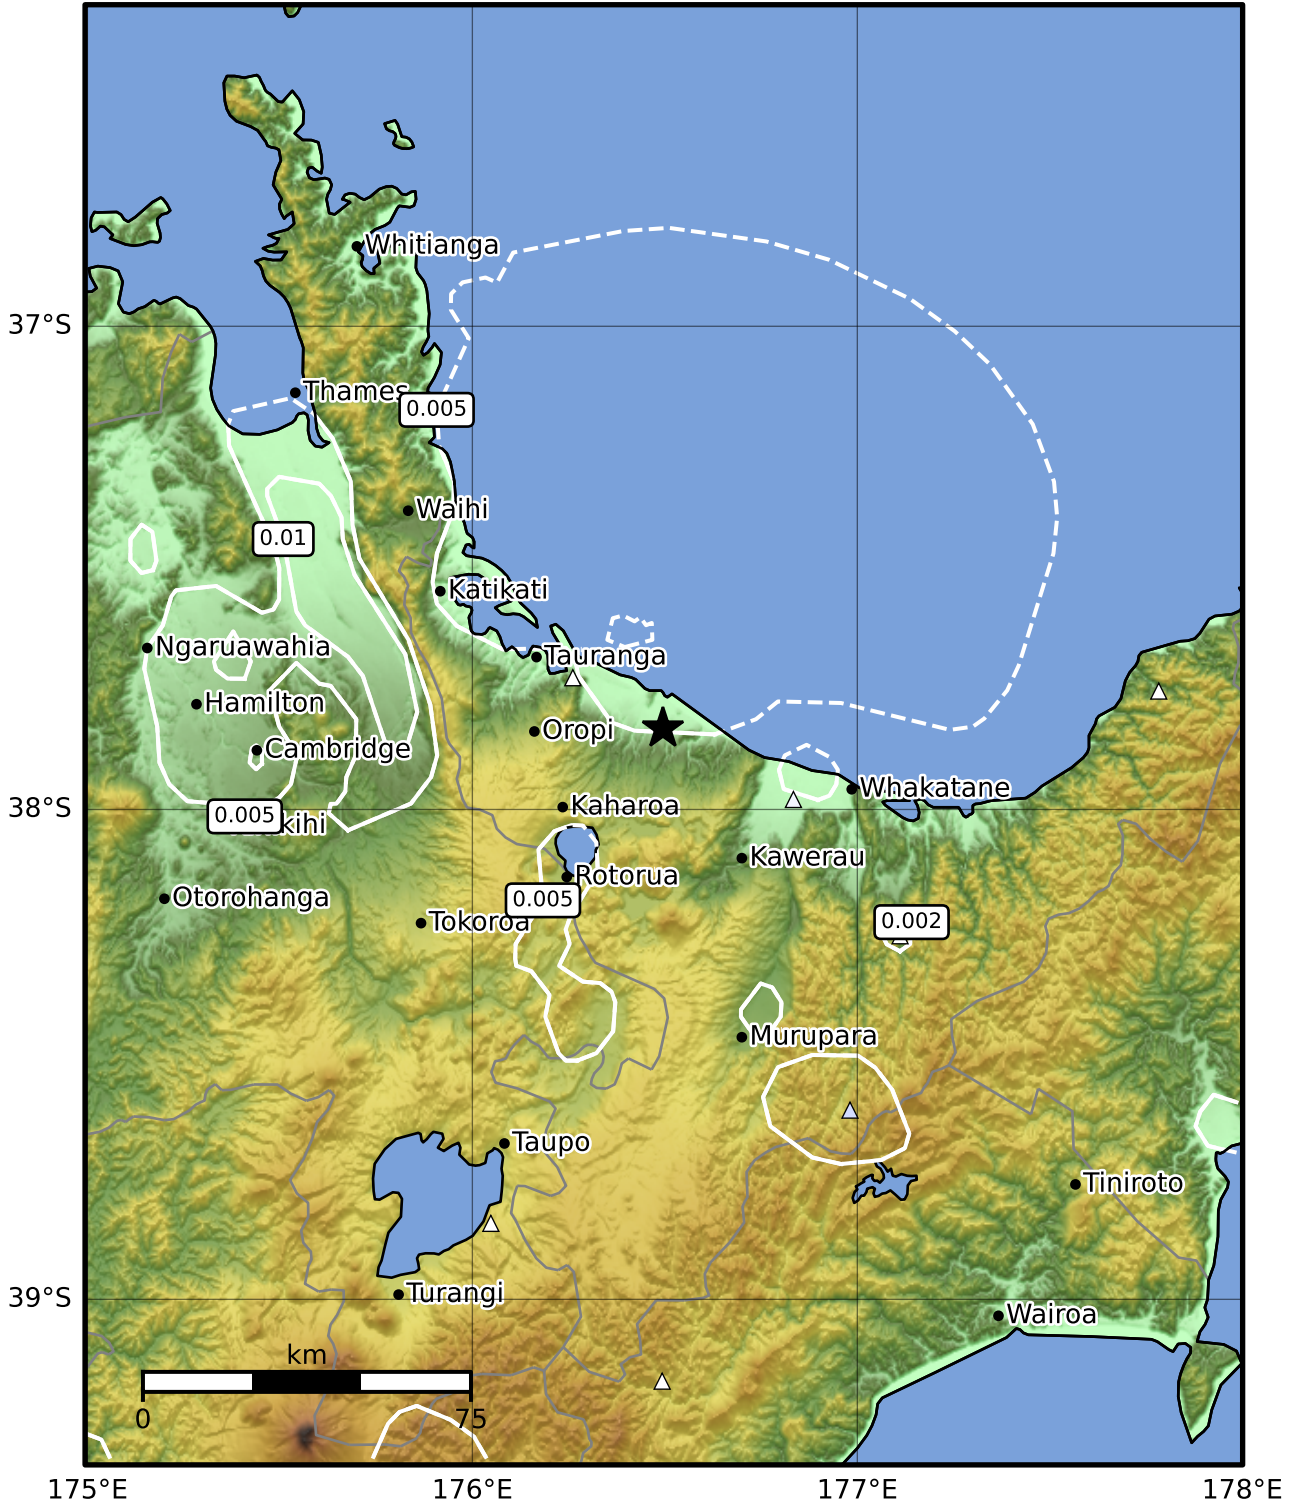 Whitianga
37°S
Thames
0.005
Waihi
0.01
Katikati
Ngaruawahia
Tauranga
Hamilton
Oropi
Cambridge
Whakatane
38°S
Kaharoa
0.005
kihi
Kawerau
Rotorua
Otorohanga
0.005
Tokoroa
0.002
Murupara
Taupo
Tiniroto
Turangi
39°S
Wairoa
km
0
75
175°E
176°E
177°E
178°E